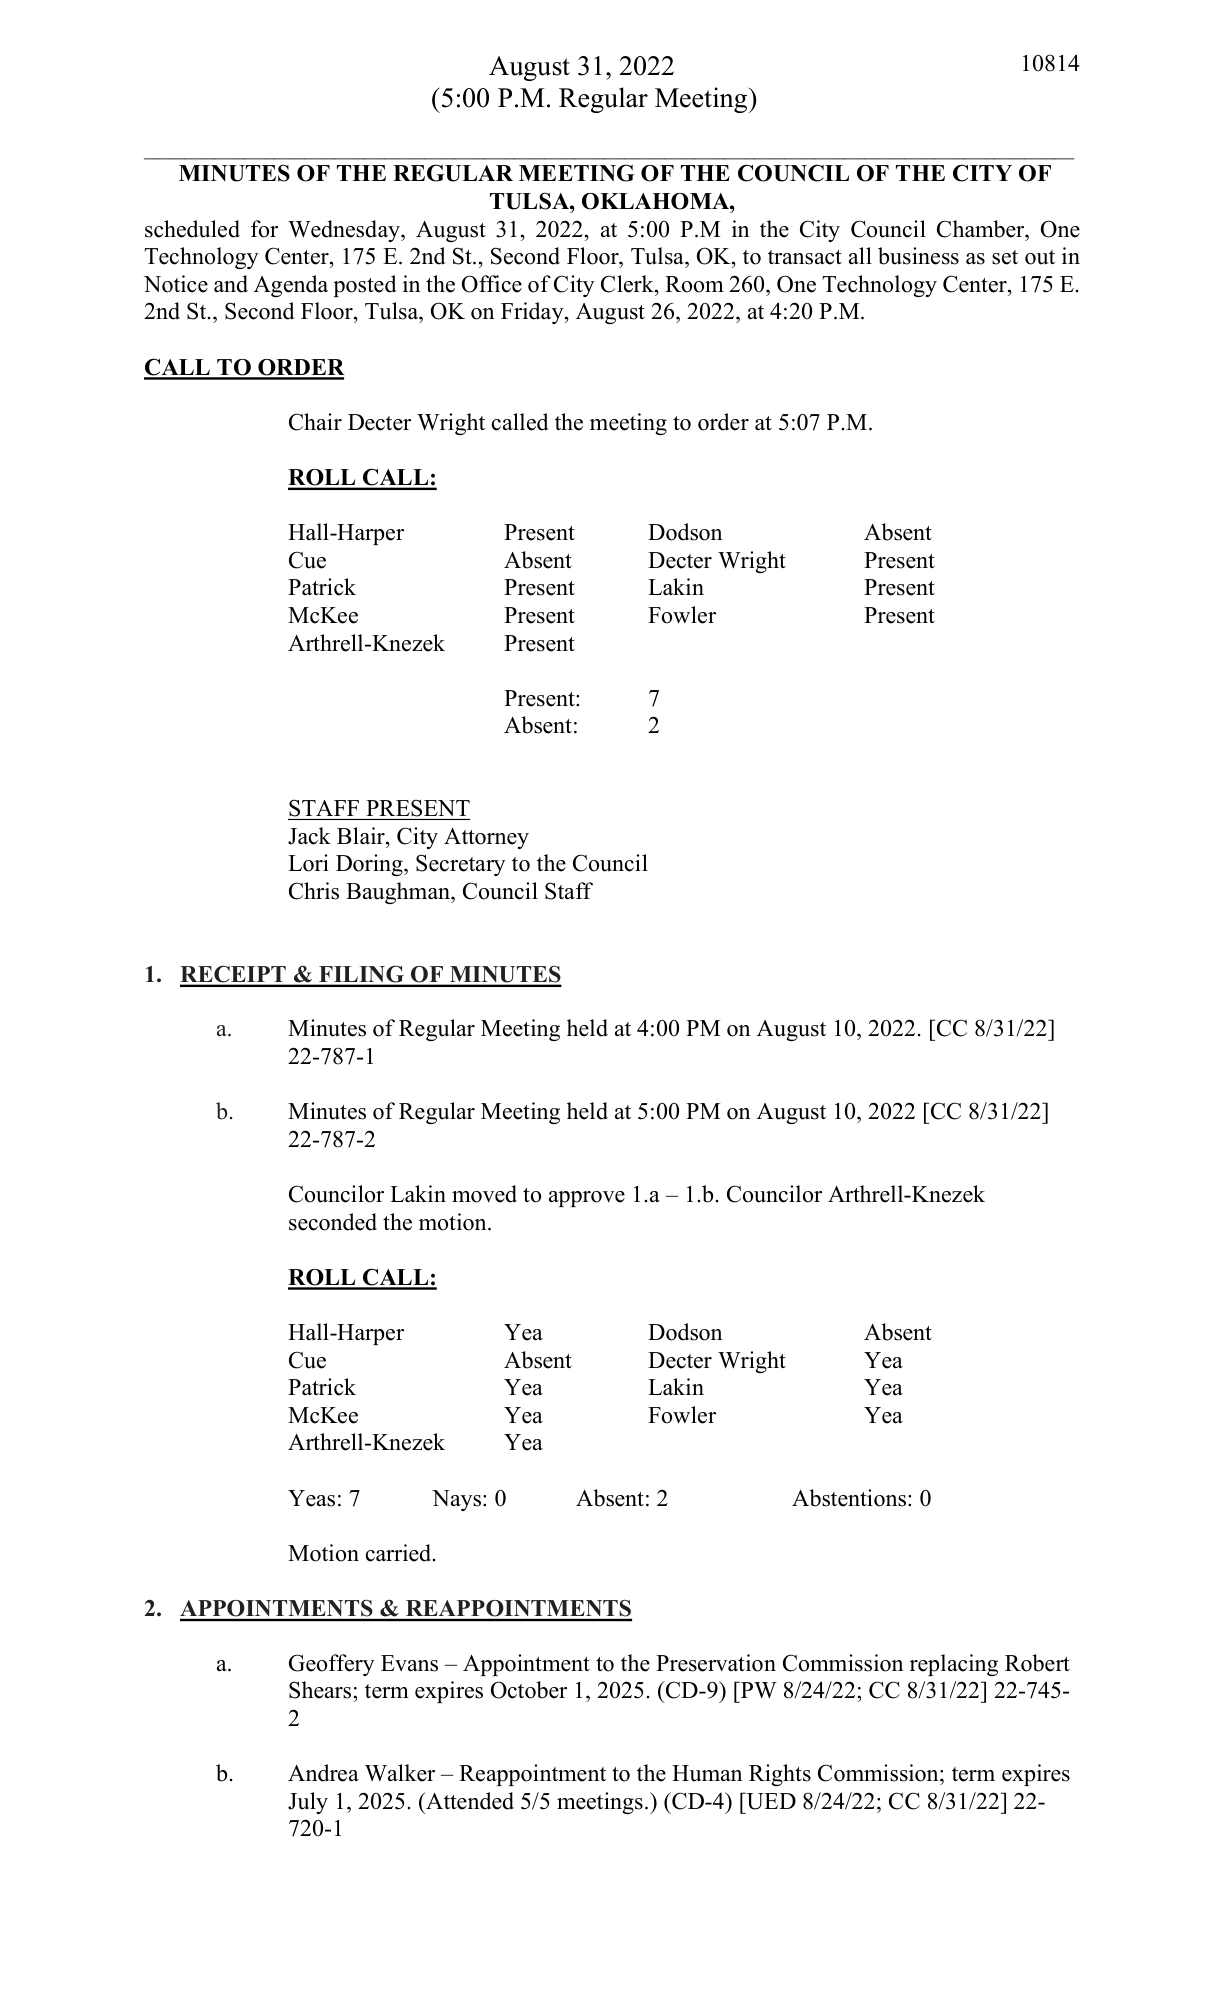 August 31, 2022
10814
(5:00 P.M. Regular Meeting)
MINUTES OF THE REGULAR MEETING OF THE COUNCIL OF THE CITY OF
TULSA, OKLAHOMA,
scheduled for Wednesday, August 31, 2022, at 5:00 P.M in the City Council Chamber, One
Technology Center, 175 E. 2nd St., Second Floor, Tulsa, OK, to transact all business as set out in
Notice and Agenda posted in the Office of City Clerk, Room 260, One Technology Center, 175 E.
2nd St., Second Floor, Tulsa, OK on Friday, August 26, 2022, at 4:20 P.M.
CALL TO ORDER
Chair Decter Wright called the meeting to order at 5:07 P.M.
ROLL CALL:
Hall-Harper Present Dodson Absent
Cue Absent Decter Wright Present
Patrick Present Lakin Present
McKee Present Fowler Present
Arthrell-Knezek Present
Present: 7
Absent: 2
STAFF PRESENT
Jack Blair, City Attorney
Lori Doring, Secretary to the Council
Chris Baughman, Council Staff
1. RECEIPT & FILING OF MINUTES
a. Minutes of Regular Meeting held at 4:00 PM on August 10, 2022. [CC 8/31/22]
22-787-1
b. Minutes of Regular Meeting held at 5:00 PM on August 10, 2022 [CC 8/31/22]
22-787-2
Councilor Lakin moved to approve 1.a – 1.b. Councilor Arthrell-Knezek
seconded the motion.
ROLL CALL:
Hall-Harper Yea Dodson Absent
Cue Absent Decter Wright Yea
Patrick Yea Lakin Yea
McKee Yea Fowler Yea
Arthrell-Knezek Yea
Yeas: 7 Nays: 0 Absent: 2 Abstentions: 0
Motion carried.
2. APPOINTMENTS & REAPPOINTMENTS
a. Geoffery Evans – Appointment to the Preservation Commission replacing Robert
Shears; term expires October 1, 2025. (CD-9) [PW 8/24/22; CC 8/31/22] 22-745-
2
b. Andrea Walker – Reappointment to the Human Rights Commission; term expires
July 1, 2025. (Attended 5/5 meetings.) (CD-4) [UED 8/24/22; CC 8/31/22] 22-
720-1